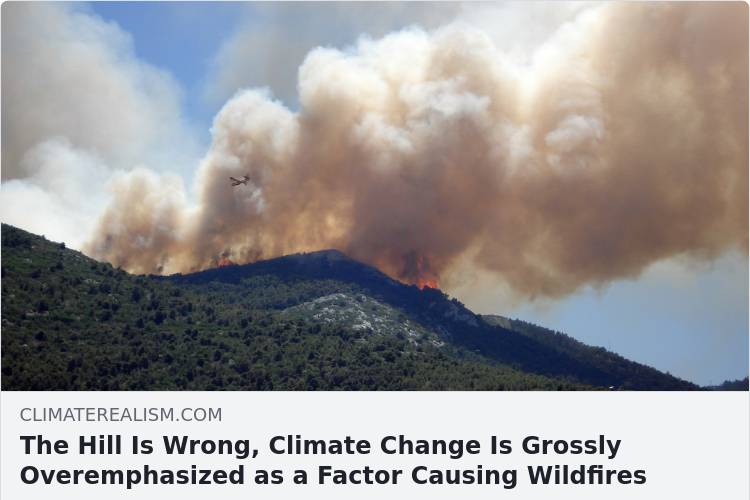 CLIMATEREALISM.COM
The Hill Is Wrong, Climate Change Is Grossly
Overemphasized as a Factor Causing Wildfires